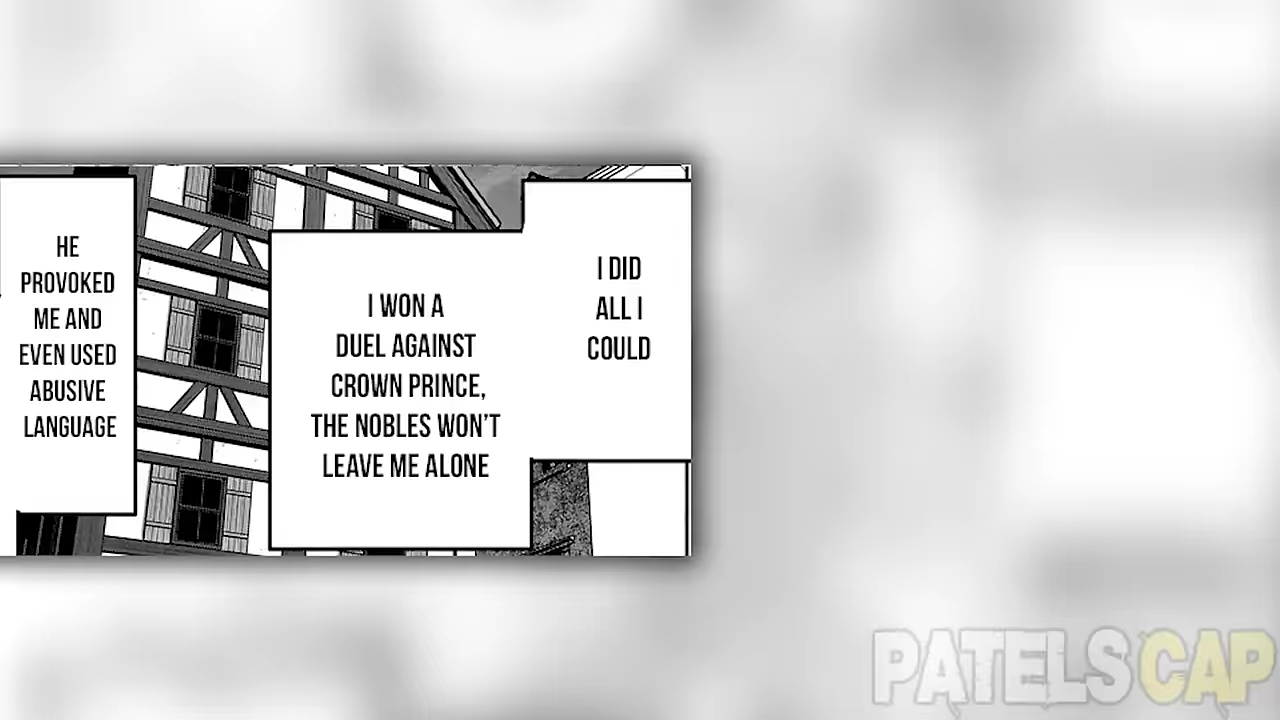 I DID
ALL I
COULD
I WON A
DUEL AGAINST
CROWN PRINCE,
THE NOBLES WON'T
LEAVE ME ALONE
HE
PROVOKED
ME AND
EVEN USED
ABUSIVE
LANGUAGE
PATELSCAP